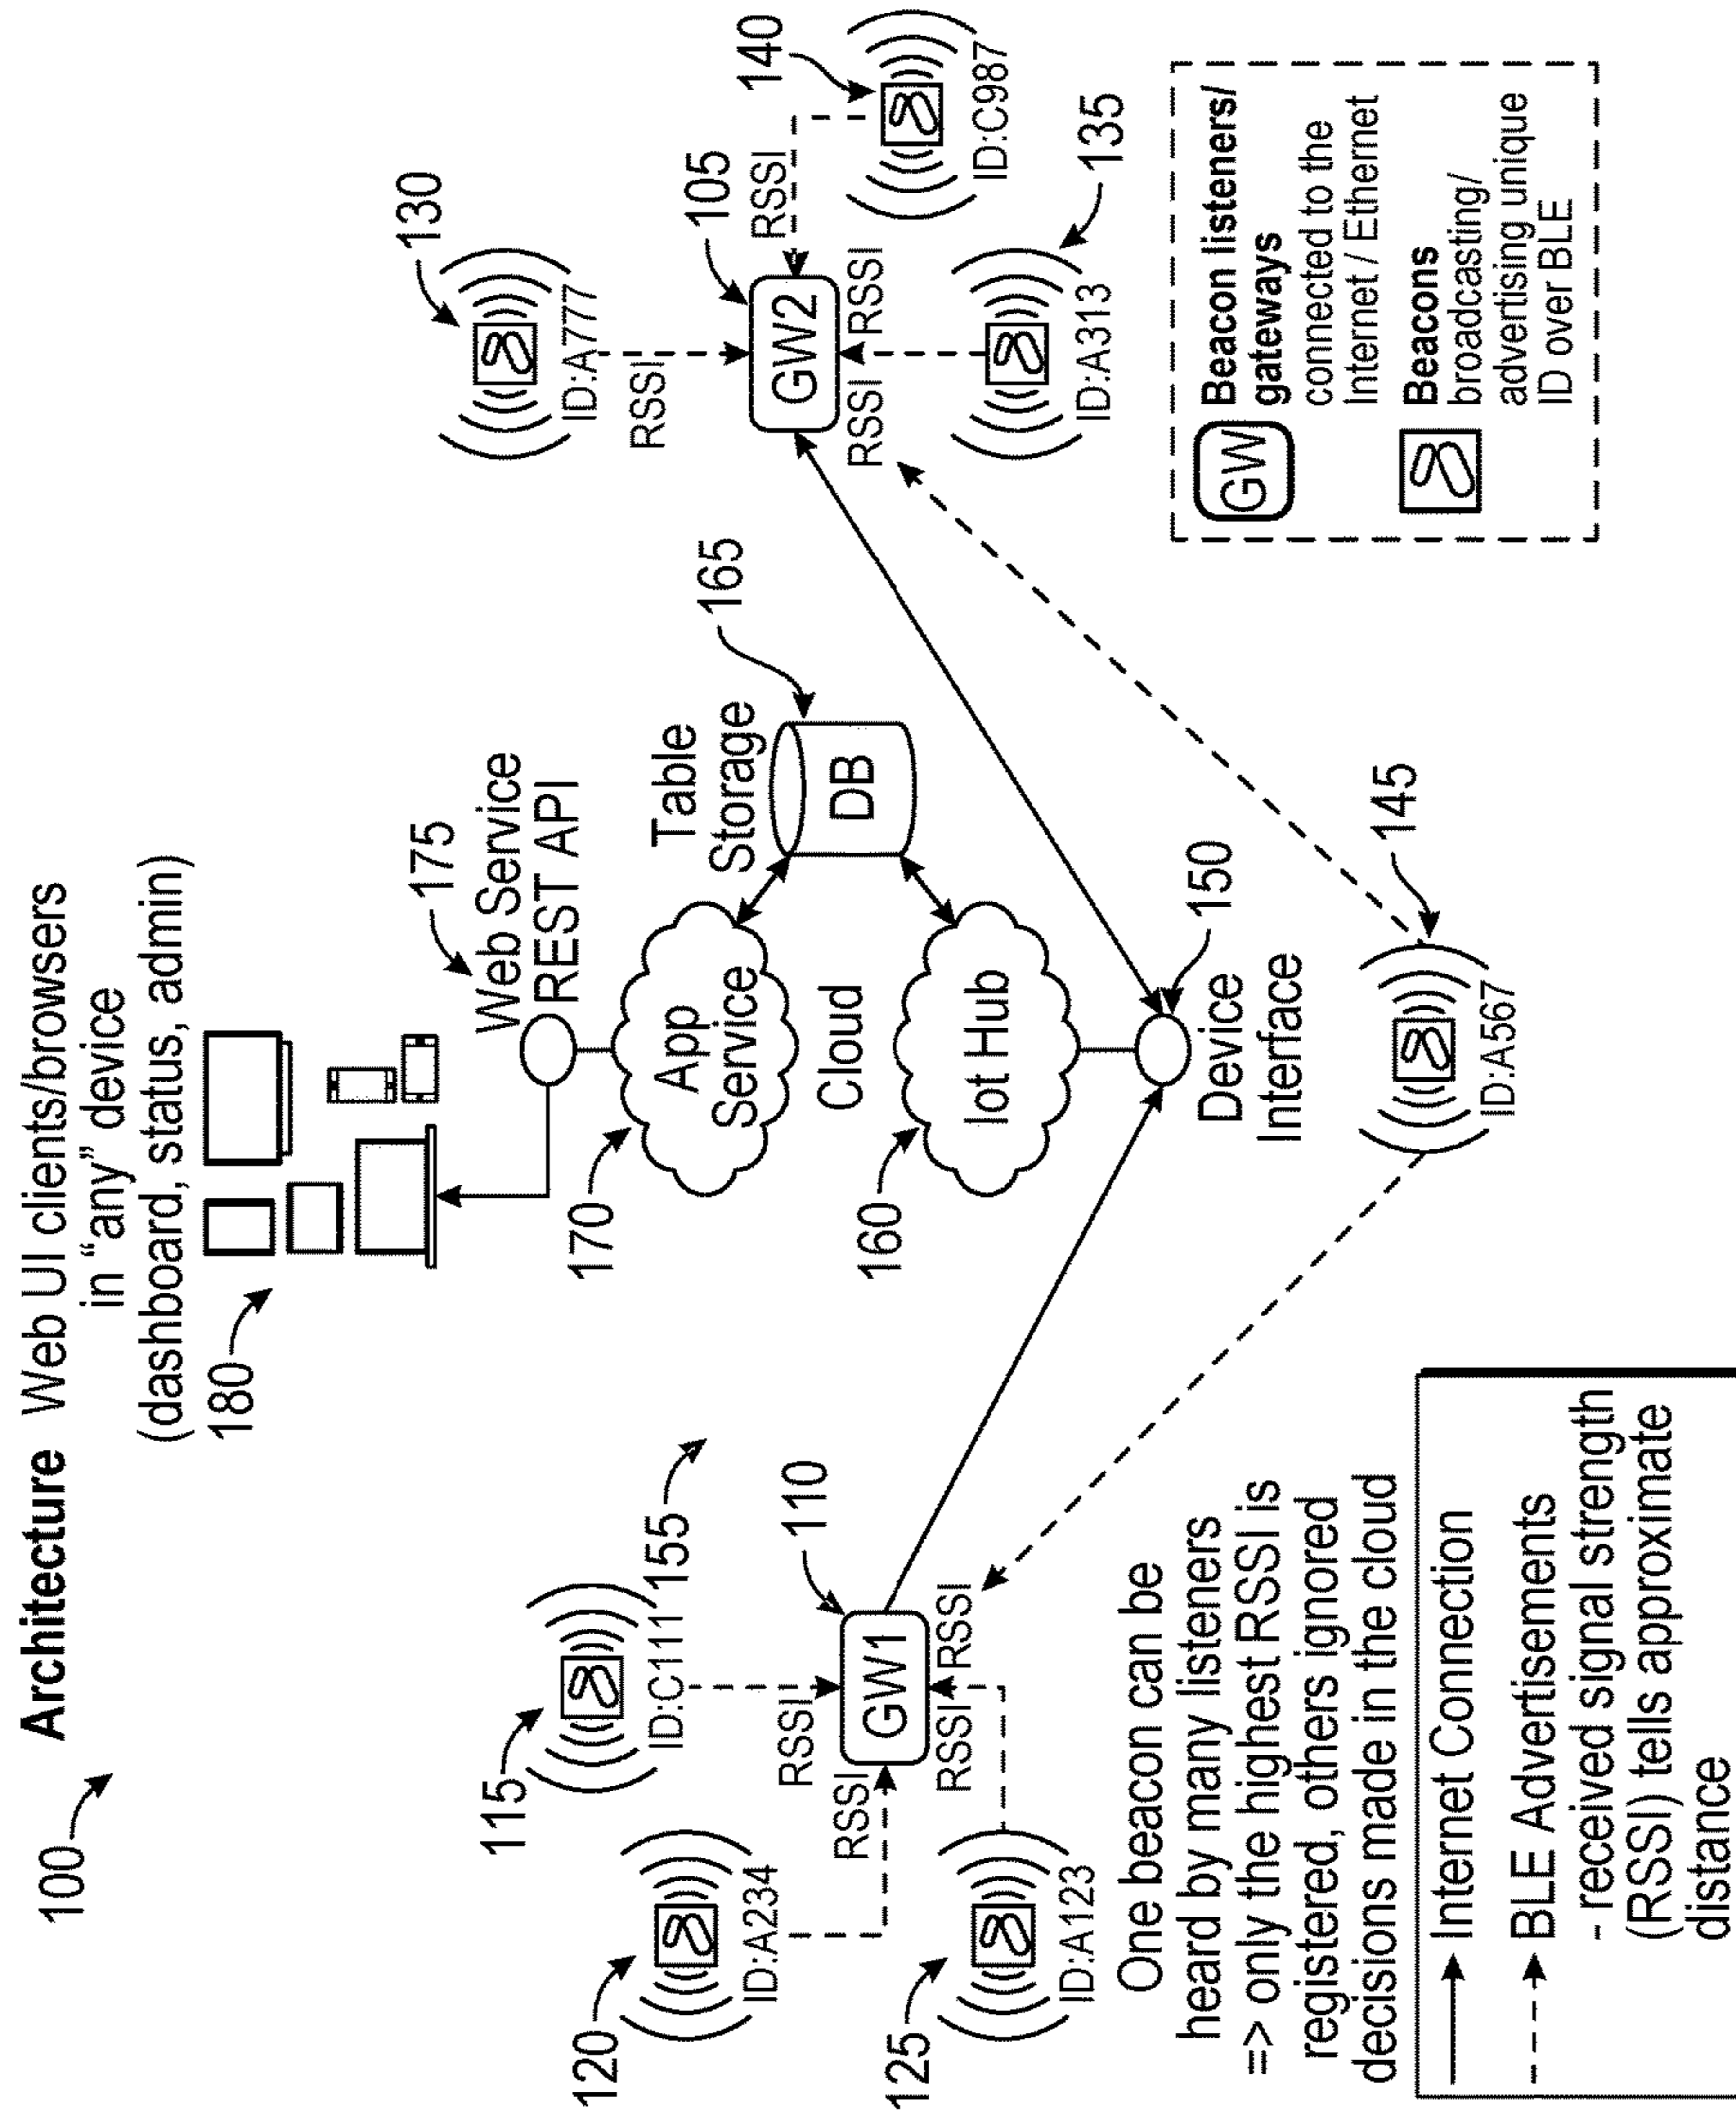 100
Architecture
Web UI clients/browsers
in “any” device
(dashboard, status, admin)
180
175
Web Service
REST API
170
App
Service
Table
Storage
165
DB
Cloud
160
Iot Hub
150
Device
Interface
155
115
ID:C111
RSSI
120
ID:A234
RSSI
110
GW1
RSSI
RSSI
125
ID:A123
130
ID:A777
RSSI
105
GW2
RSSI
140
ID:C987
RSSI
RSSI
135
ID:A313
145
ID:A567
One beacon can be
heard by many listeners
=> only the highest RSSI is
registered, others ignored
decisions made in the cloud
Internet Connection
BLE Advertisements
- received signal strength
(RSSI) tells approximate
distance
GW
Beacon listeners/
gateways
connected to the
Internet / Ethernet
Beacons
broadcasting/
advertising unique
ID over BLE